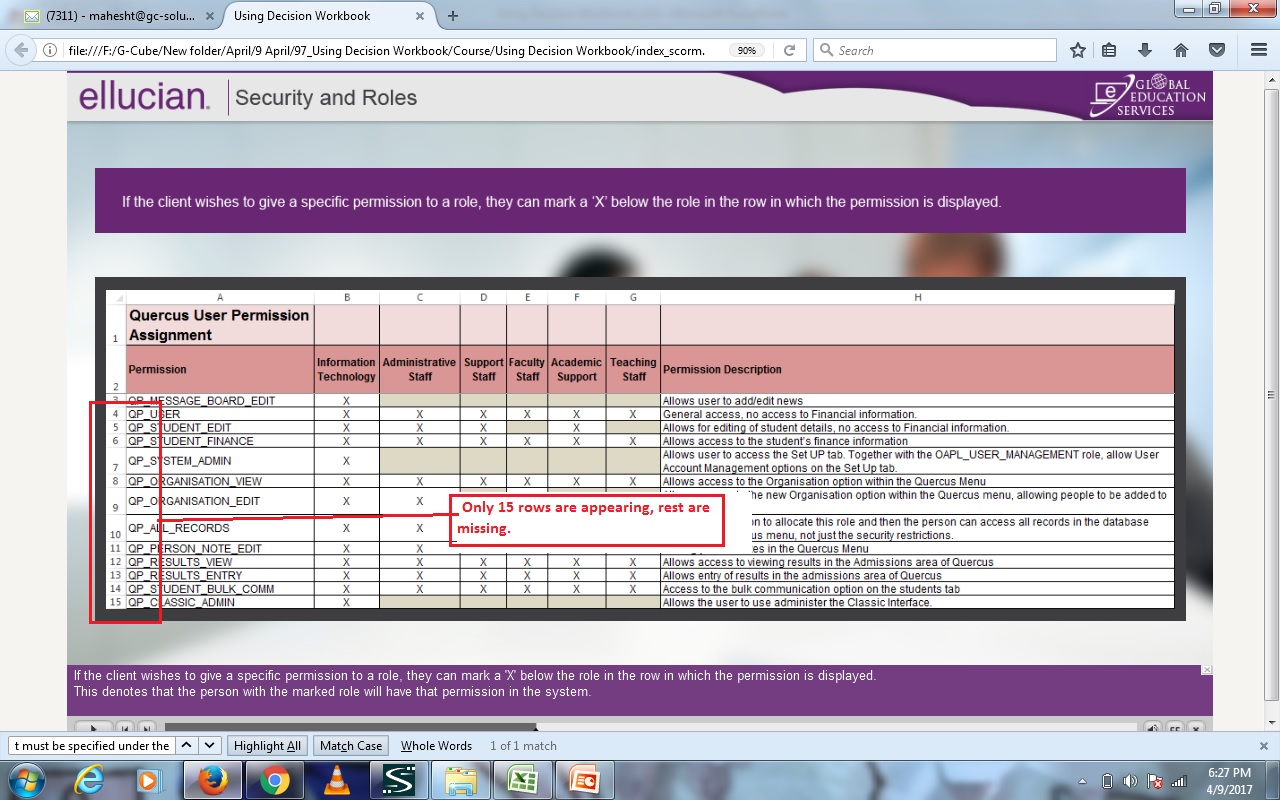 (7311) - mahesht@gc-solu...
Using Decision Workbook
file:///F:/G-Cube/New folder/April/9 April/97_Using Decision Workbook/Course/Using Decision Workbook/index_scorm.
90%
Search
ellucian.
Security and Roles
GLOBAL
EDUCATION
SERVICES
If the client wishes to give a specific permission to a role, they can mark a ‘X’ below the role in the row in which the permission is displayed.
A B C D E F G H
1 Quercus User Permission
Assignment
2 Permission Information Technology Administrative Staff Support Staff Faculty Staff Academic Support Teaching Staff Permission Description
3 QP_MESSAGE_BOARD_EDIT X Allows user to add/edit news
4 QP_USER X X X X X X General access, no access to Financial information.
5 QP_STUDENT_EDIT X X X X Allows for editing of student details, no access to Financial information.
6 QP_STUDENT_FINANCE X X X X X X Allows access to the student's finance information
7 QP_SYSTEM_ADMIN X Allows user to access the Set UP tab. Together with the OAPL_USER_MANAGEMENT role, allow User
Account Management options on the Set Up tab.
8 QP_ORGANISATION_VIEW X X X X X X Allows access to the Organisation option within the Quercus Menu
9 QP_ORGANISATION_EDIT X X the new Organisation option within the Quercus menu, allowing people to be added to
Only 15 rows are appearing, rest are
missing.
10 QP_ALL_RECORDS X X to allocate this role and then the person can access all records in the database
menu, not just the security restrictions.
11 QP_PERSON_NOTE_EDIT X X in the Quercus Menu
12 QP_RESULTS_VIEW X X X X X X Allows access to viewing results in the Admissions area of Quercus
13 QP_RESULTS_ENTRY X X X X X X Allows entry of results in the admissions area of Quercus
14 QP_STUDENT_BULK_COMM X X X X X X Access to the bulk communication option on the students tab
15 QP_CLASSIC_ADMIN X Allows the user to use administer the Classic Interface.
If the client wishes to give a specific permission to a role, they can mark a 'X' below the role in the row in which the permission is displayed.
This denotes that the person with the marked role will have that permission in the system.
t must be specified under the
Highlight All
Match Case
Whole Words
1 of 1 match
6:27 PM
4/9/2017